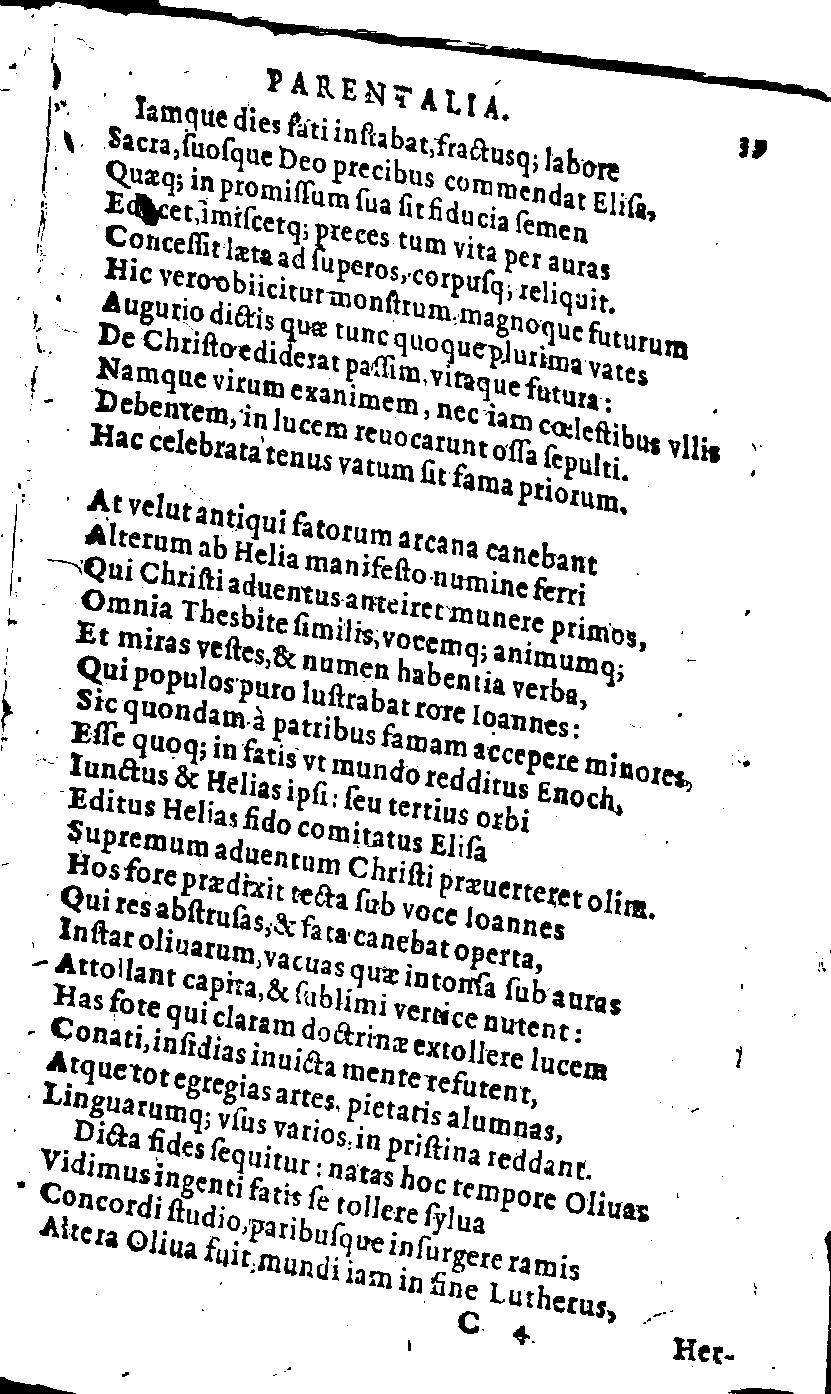 PARENTALIA. 39
Iamque dies fati inſtabat, fractusq; labore
Sacra, ſuoſque Deo precibus commendat Eliſa,
Quæq; in promiſſum ſua ſit fiducia ſemen
cet, imiſcetq; preces tum vita per auras
Conceſſit læta ad ſuperos, corpuſq; reliquit.
Hic vero obiicitur monſtrum magnoque futurum
Augurio dictis quæ tunc quoque plurima vates
De Chriſto ediderat paſſim, vitaque futura:
Namque virum exanimem, nec iam cœleſtibus vllis
Debentem, in lucem reuocarunt oſſa ſepulti.
Hac celebrata tenus vatum ſit fama priorum.
At velut antiqui fatorum arcana canebant
Alterum ab Helia manifeſto numine ferri
Qui Chriſti aduentus anteiret munere primos,
Omnia Thesbite ſimilis, vocemq; animumq;
Et miras veſtes, & numen habentia verba,
Qui populos puro luſtrabat rore Ioannes:
Sic quondam à patribus famam accepere minores,
Eſſe quoq; in fatis vt mundo redditus Enoch,
Iunctus & Helias ipſi: ſeu tertius orbi
Editus Helias fido comitatus Eliſa
Supremum aduentum Chriſti præuerteret olim.
Hos fore prædixit tecta ſub voce Ioannes
Qui res abſtruſas, & fata canebat operta,
Inſtar oliuarum, vacuas quæ intonſa ſub auras
Attollant capita, & ſublimi vertice nutent:
Has fore qui claram doctrinæ extollere lucem
Conati, inſidias inuicta mente refutent,
Atque tot egregias artes, pietatis alumnas,
Linguarumq; vſus varios, in priſtina reddant.
Dicta fides ſequitur: natas hoc tempore Oliuas
Vidimus ingenti fatis ſe tollere ſylua
Concordi ſtudio, paribuſque inſurgere ramis
Altera Oliua fuit, mundi iam in fine Lutherus,
C 4 Her-